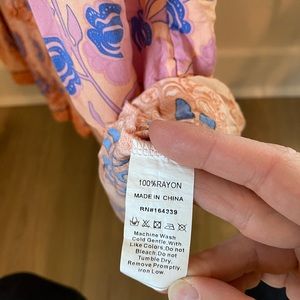 100%RAYON
MADE IN CHINA
RN#164339
Machine Wash
Cold Gentle,With
Like Colors.Do not
Bleach.Do not
Tumble Dry.
Remove Promptly.
Iron Low